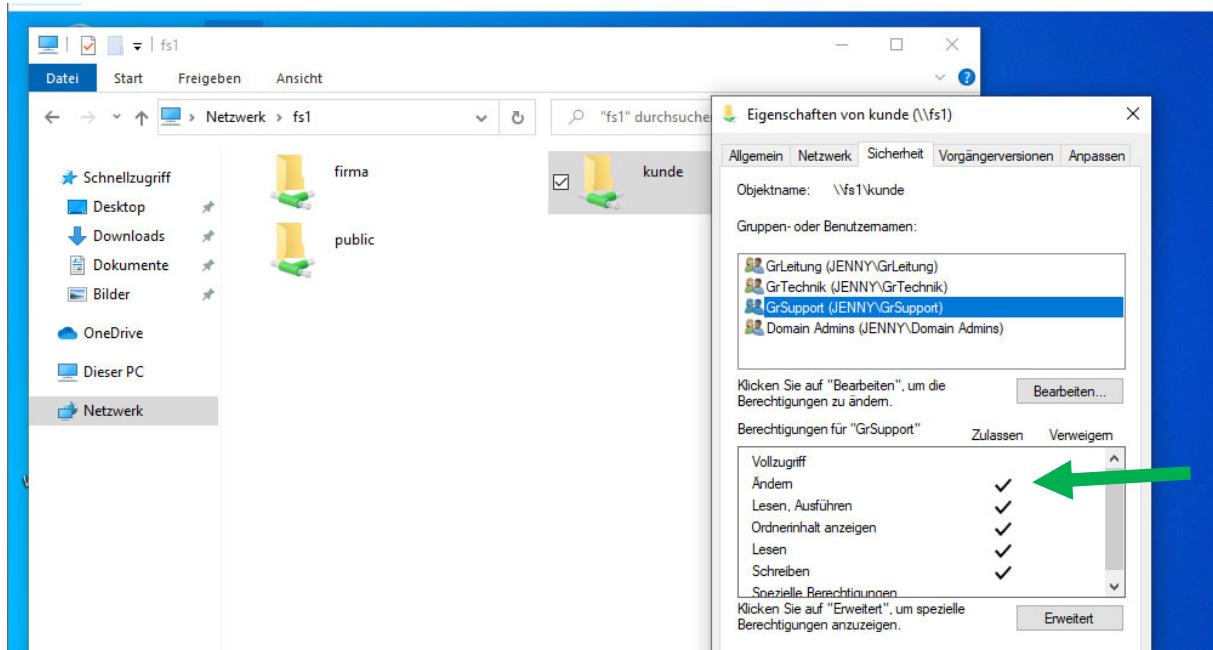 fs1
Datei Start Freigeben Ansicht
Netzwerk > fs1
"fs1" durchsuche
Schnellzugriff
Desktop
Downloads
Dokumente
Bilder
OneDrive
Dieser PC
Netzwerk
firma
kunde
public
Eigenschaften von kunde (\\fs1)
Allgemein Netzwerk Sicherheit Vorgängerversionen Anpassen
Objektname: \\fs1\kunde
Gruppen- oder Benutzernamen:
GrLeitung (JENNY\GrLeitung)
GrTechnik (JENNY\GrTechnik)
GrSupport (JENNY\GrSupport)
Domain Admins (JENNY\Domain Admins)
Klicken Sie auf "Bearbeiten", um die
Berechtigungen zu ändern.
Bearbeiten...
Berechtigungen für "GrSupport" Zulassen Verweigern
Vollzugriff
Ändern
Lesen, Ausführen
Ordnerinhalt anzeigen
Lesen
Schreiben
Spezielle Berechtigungen
Klicken Sie auf "Erweitert", um spezielle
Berechtigungen anzuzeigen.
Erweitert